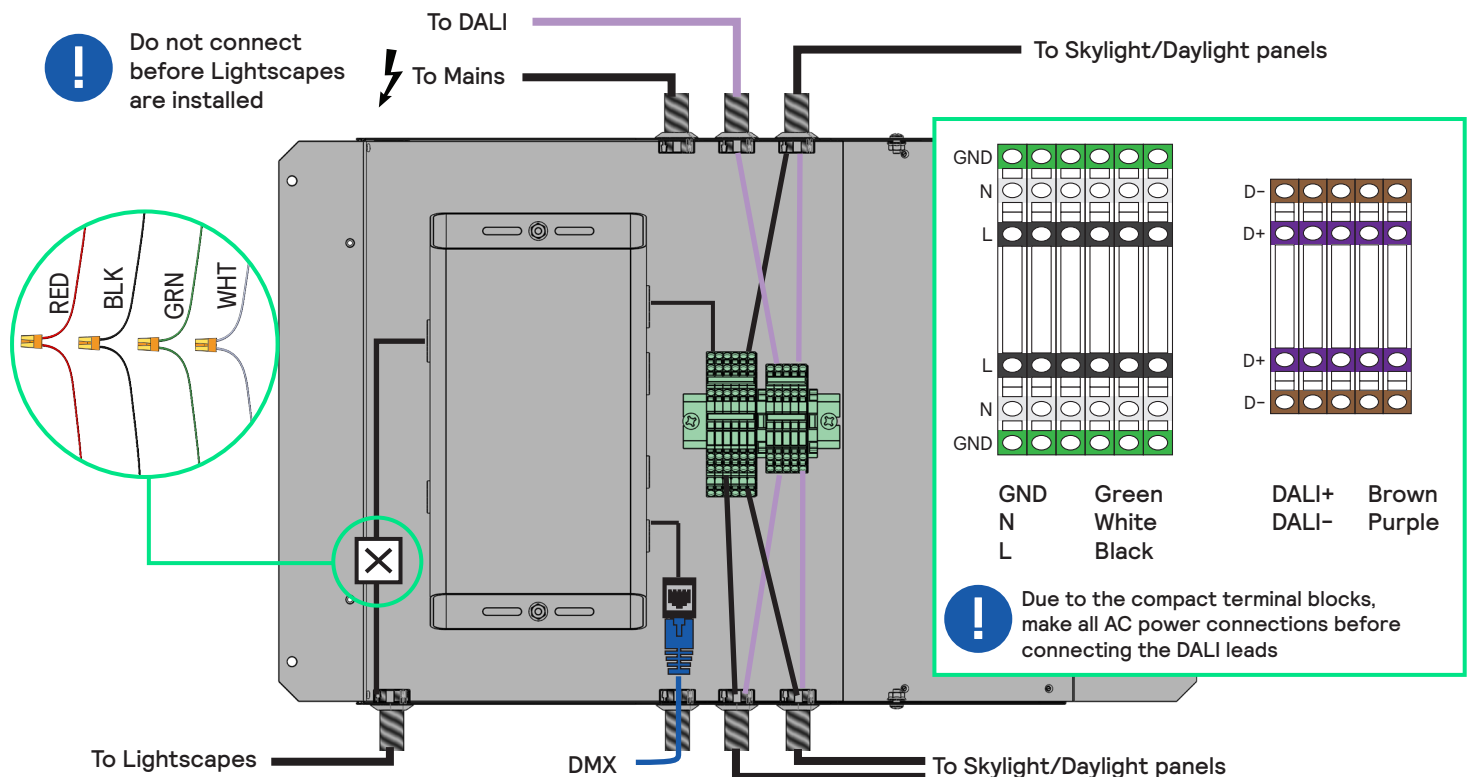 To DALI
Do not connect
before Lightscapes
are installed
To Mains
To Skylight/Daylight panels
RED
BLK
GRN
WHT
GND
N
L
L
N
GND
D-
D+
D+
D-
GND Green
N White
L Black
DALI+ Brown
DALI- Purple
Due to the compact terminal blocks,
make all AC power connections before
connecting the DALI leads
To Lightscapes
DMX
To Skylight/Daylight panels